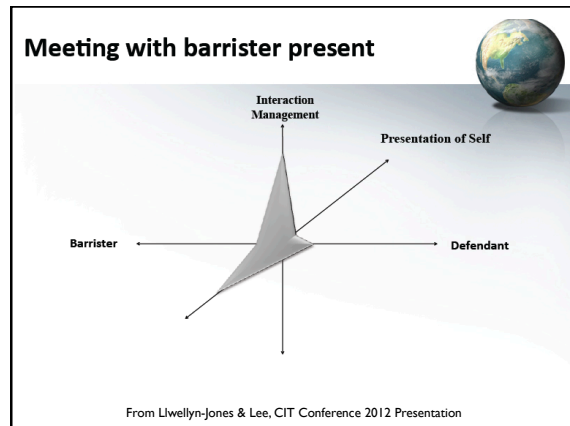 Meeting with barrister present
Interaction
Management
Presentation of Self
Barrister
Defendant
From Llwellyn-Jones & Lee, CIT Conference 2012 Presentation